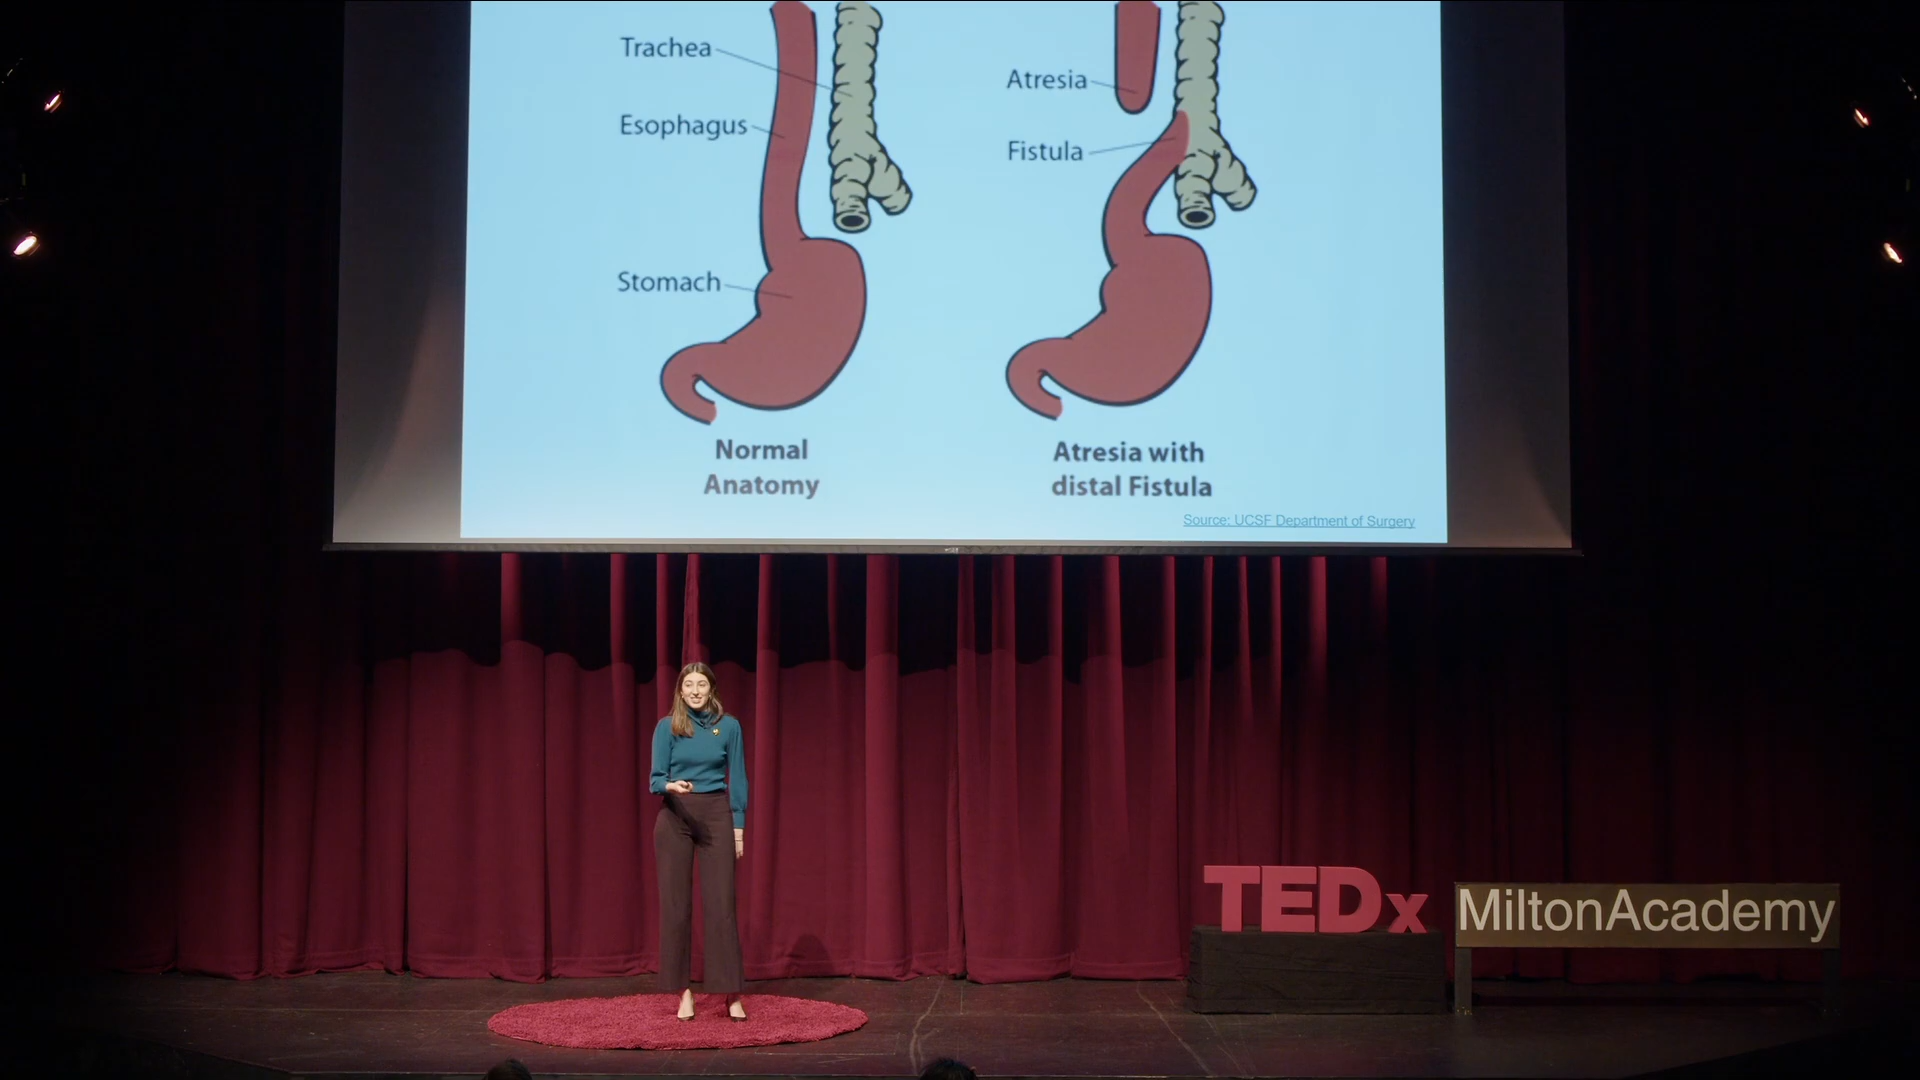 Trachea
Esophagus
Stomach
Normal
Anatomy
Atresia
Fistula
Atresia with
distal Fistula
Source: UCSF Department of Surgery
TEDx
MiltonAcademy